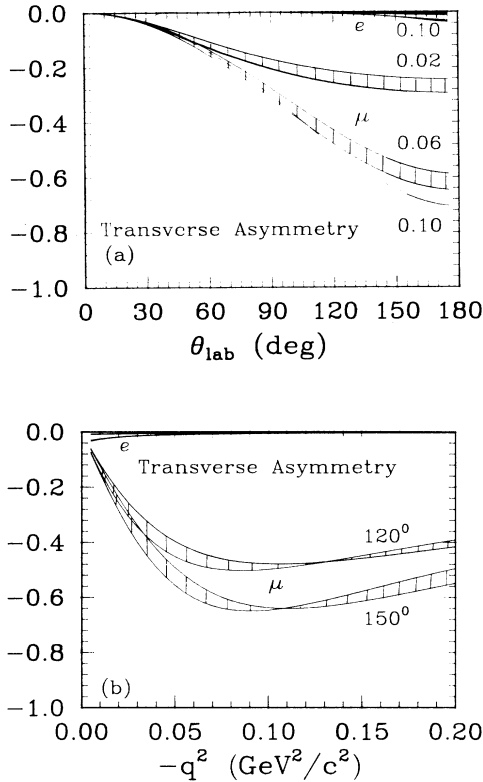 0.0
e
0.10
0.02
−0.2
μ
−0.4
0.06
−0.6
0.10
−0.8
Transverse Asymmetry
(a)
−1.0
0 30 60 90 120 150 180
θlab (deg)
0.0
e
Transverse Asymmetry
−0.2
−0.4
120⁰
μ
−0.6
150⁰
−0.8
(b)
−1.0
0.00 0.05 0.10 0.15 0.20
−q² (GeV²/c²)